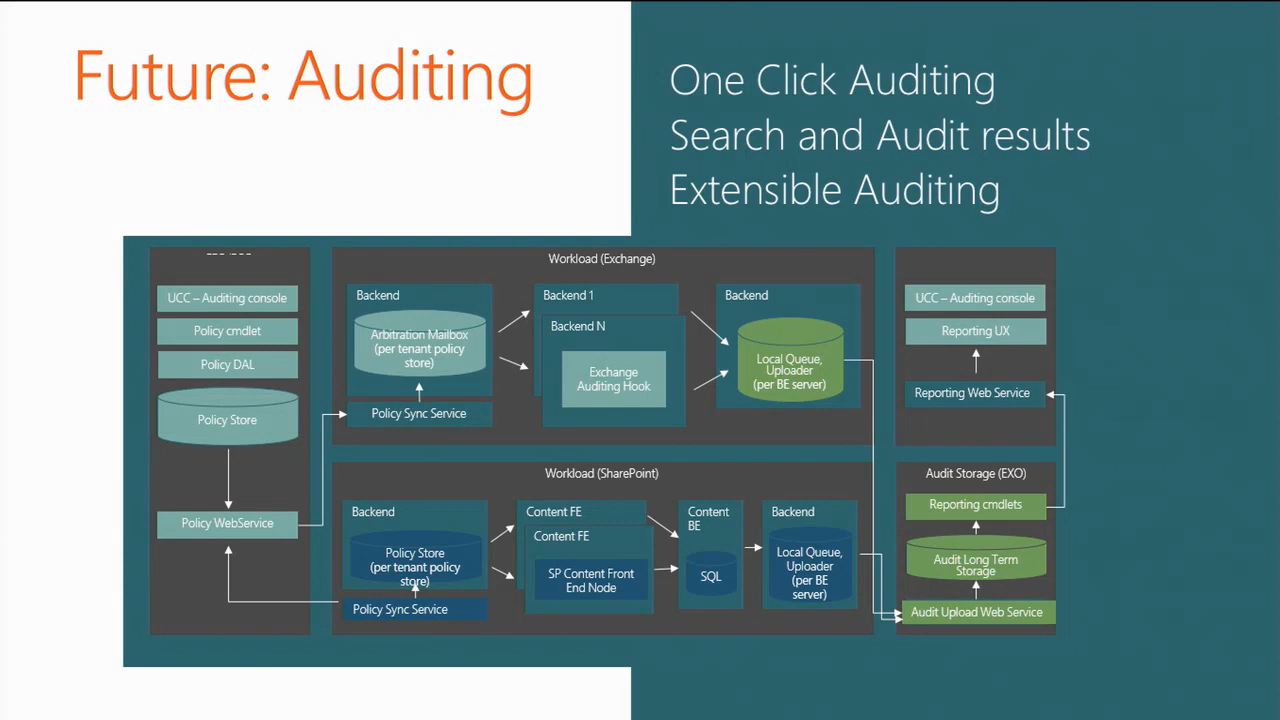 Future: Auditing
One Click Auditing
Search and Audit results
Extensible Auditing
UCC – Auditing console
Policy cmdlet
Policy DAL
Policy Store
Policy WebService
Workload (Exchange)
Backend
Arbitration Mailbox
(per tenant policy
store)
Policy Sync Service
Backend 1
Backend N
Exchange
Auditing Hook
Backend
Local Queue,
Uploader
(per BE server)
Workload (SharePoint)
Backend
Policy Store
(per tenant policy
store)
Policy Sync Service
Content FE
Content FE
SP Content Front
End Node
Content
BE
SQL
Backend
Local Queue,
Uploader
(per BE
server)
UCC – Auditing console
Reporting UX
Reporting Web Service
Audit Storage (EXO)
Reporting cmdlets
Audit Long Term
Storage
Audit Upload Web Service